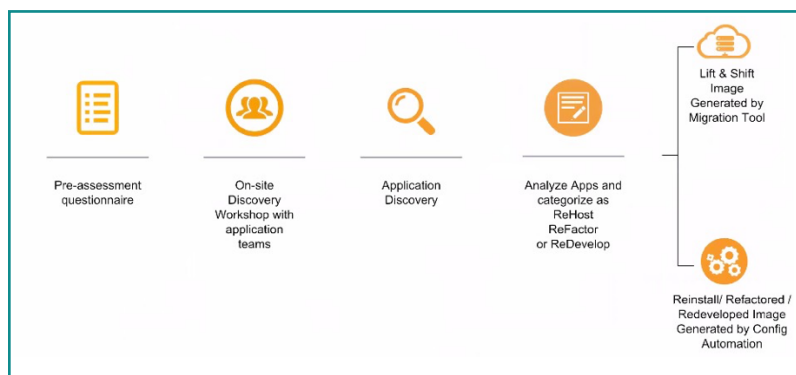 Pre-assessment
questionnaire
On-site
Discovery
Workshop with
application
teams
Application
Discovery
Analyze Apps and
categorize as
ReHost
ReFactor
or ReDevelop
Lift & Shift
Image
Generated by
Migration Tool
Reinstall/ Refactored /
Redeveloped Image
Generated by Config
Automation